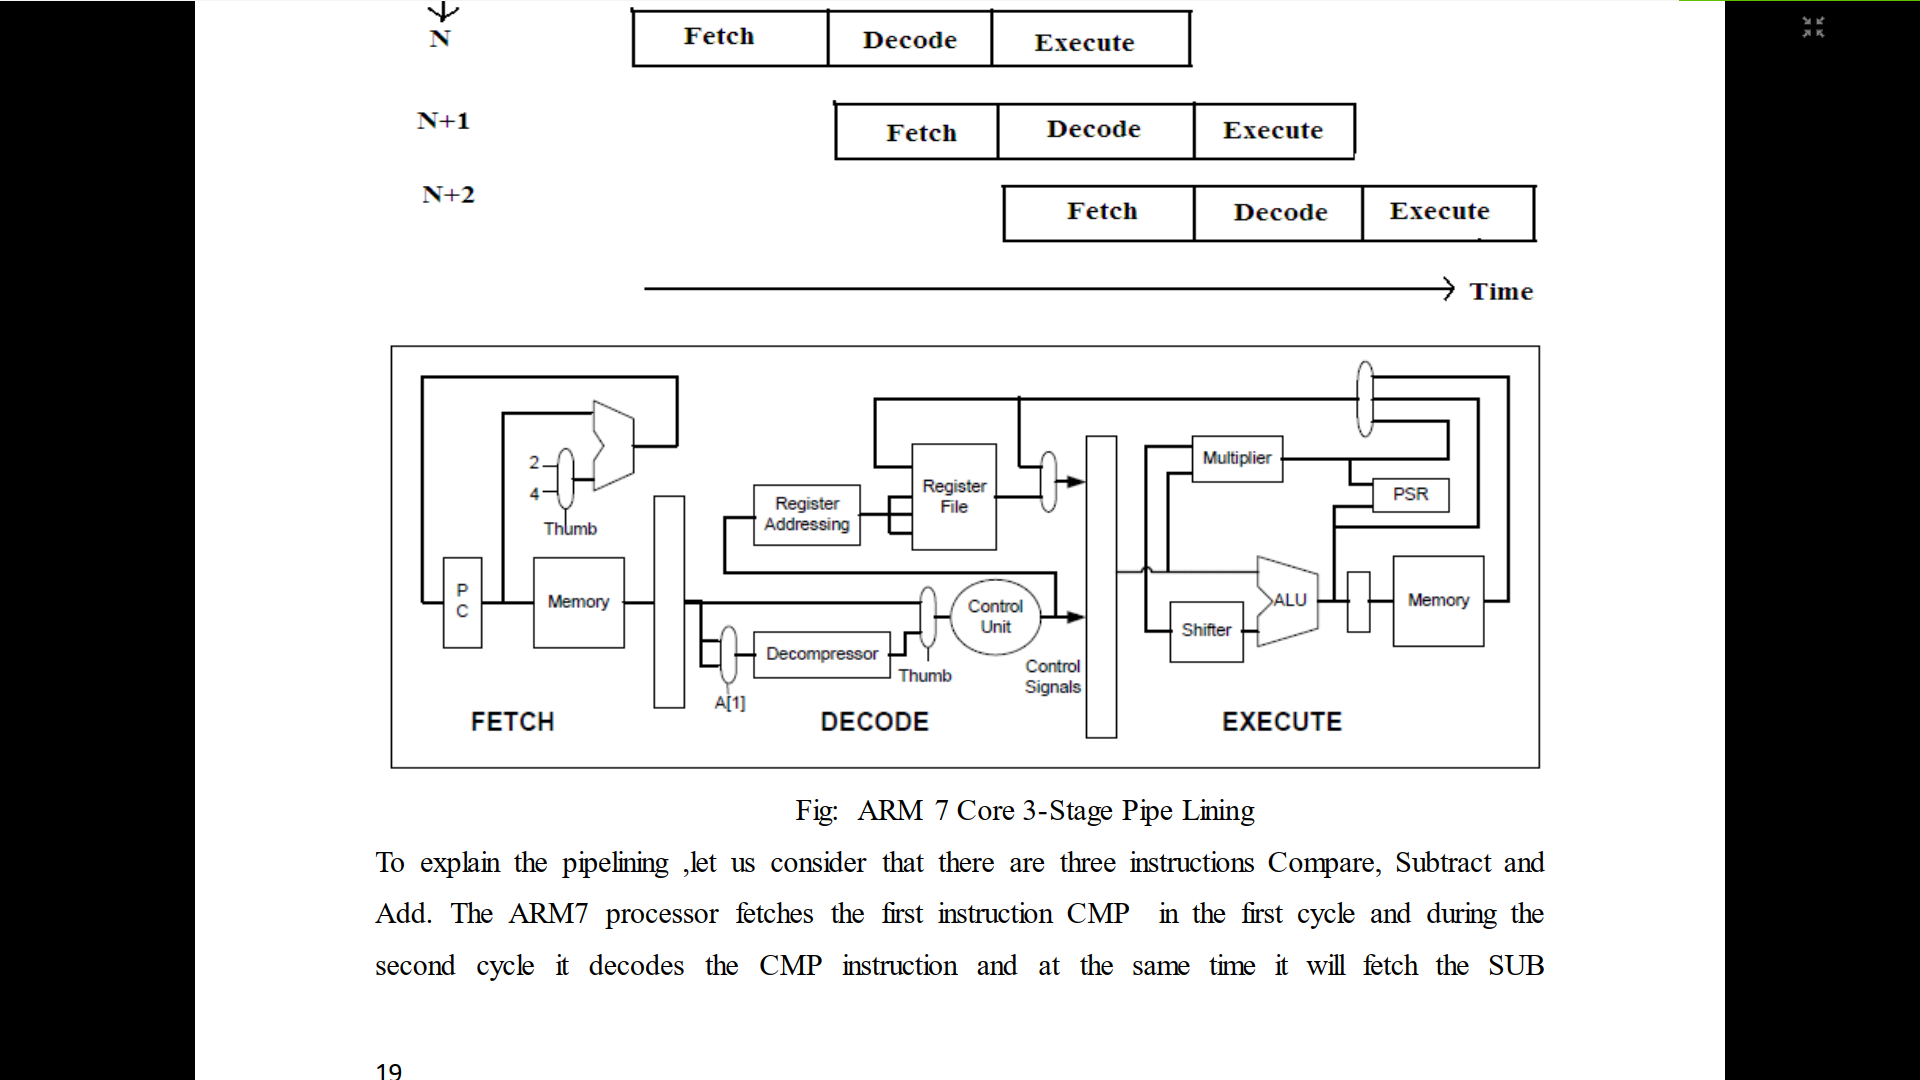 N Fetch Decode Execute
N+1 Fetch Decode Execute
N+2 Fetch Decode Execute
Time
2
4
Thumb
P
C
Memory
Register
Addressing
Register
File
Decompressor
A[1]
Thumb
Control
Unit
Control
Signals
Multiplier
PSR
ALU
Shifter
Memory
FETCH DECODE EXECUTE
Fig: ARM 7 Core 3-Stage Pipe Lining
To explain the pipelining ,let us consider that there are three instructions Compare, Subtract and
Add. The ARM7 processor fetches the first instruction CMP in the first cycle and during the
second cycle it decodes the CMP instruction and at the same time it will fetch the SUB
19